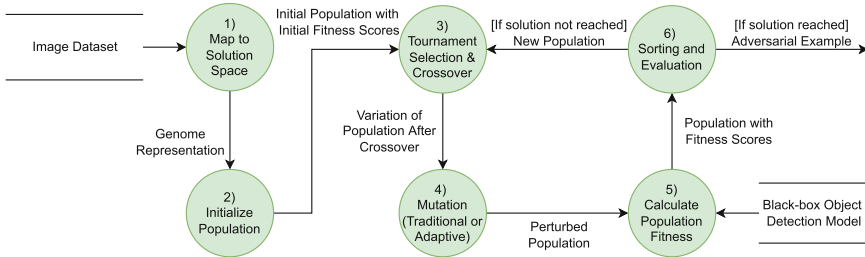 Image Dataset
1)
Map to
Solution
Space
Genome
Representation
2)
Initialize
Population
Initial Population with
Initial Fitness Scores
3)
Tournament
Selection &
Crossover
Variation of
Population After
Crossover
4)
Mutation
(Traditional or
Adaptive)
Perturbed
Population
5)
Calculate
Population
Fitness
Black-box Object
Detection Model
Population with
Fitness Scores
6)
Sorting and
Evaluation
[If solution not reached]
New Population
[If solution reached]
Adversarial Example